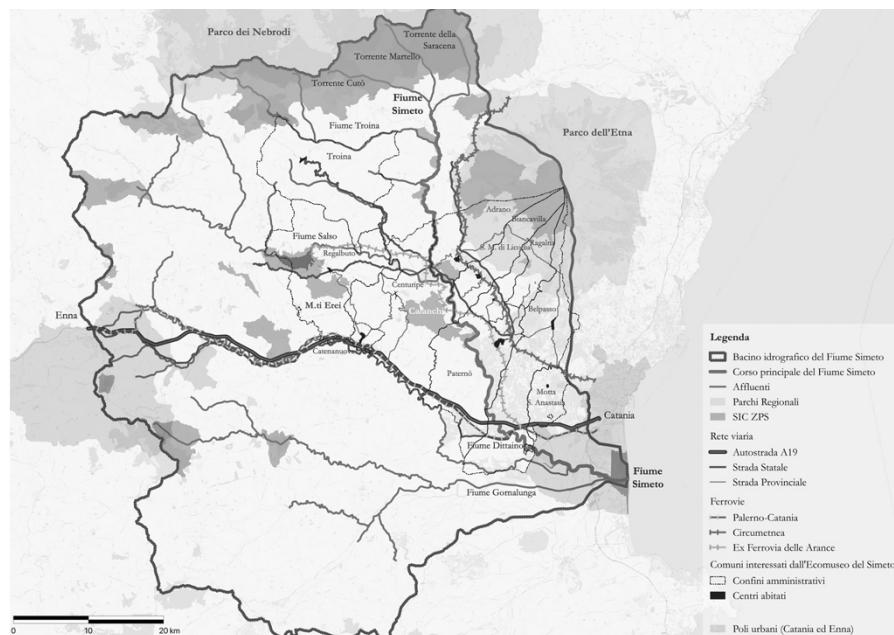 Parco dei Nebrodi
Torrente della
Saracena
Torrente Martello
Torrente Cutò
Fiume
Simeto
Fiume Troina
Parco dell'Etna
Troina
Adrano
Biancavilla
Ragalna
S. M. di Licodia
Fiume Salso
Regalbuto
Centuripe
M.ti Erei
Calanchi
Belpasso
Enna
Catenanuova
Paternò
Motta
S. Anastasia
Catania
Fiume Dittaino
Fiume
Simeto
Fiume Gornalunga
Legenda
Bacino idrografico del Fiume Simeto
Corso principale del Fiume Simeto
Affluenti
Parchi Regionali
SIC ZPS
Rete viaria
Autostrada A19
Strada Statale
Strada Provinciale
Ferrovie
Palerno-Catania
Circumetnea
Ex Ferrovia delle Arance
Comuni interessati dall'Ecomuseo del Simeto
Confini amministrativi
Centri abitati
Poli urbani (Catania ed Enna)
0 10 20 km